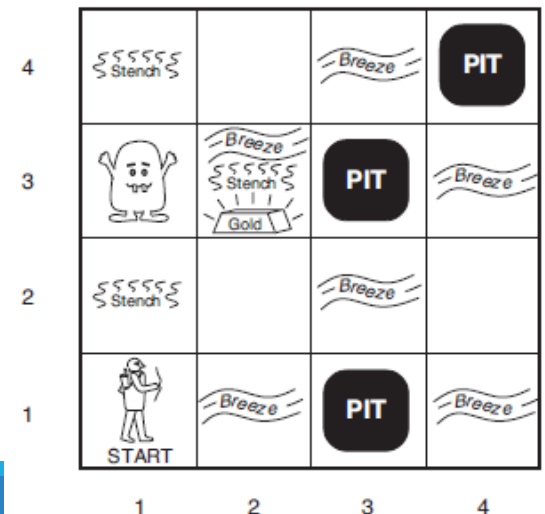 4 Stench Breeze PIT
3 Breeze Stench Gold PIT Breeze
2 Stench Breeze
1 START Breeze PIT Breeze
1 2 3 4